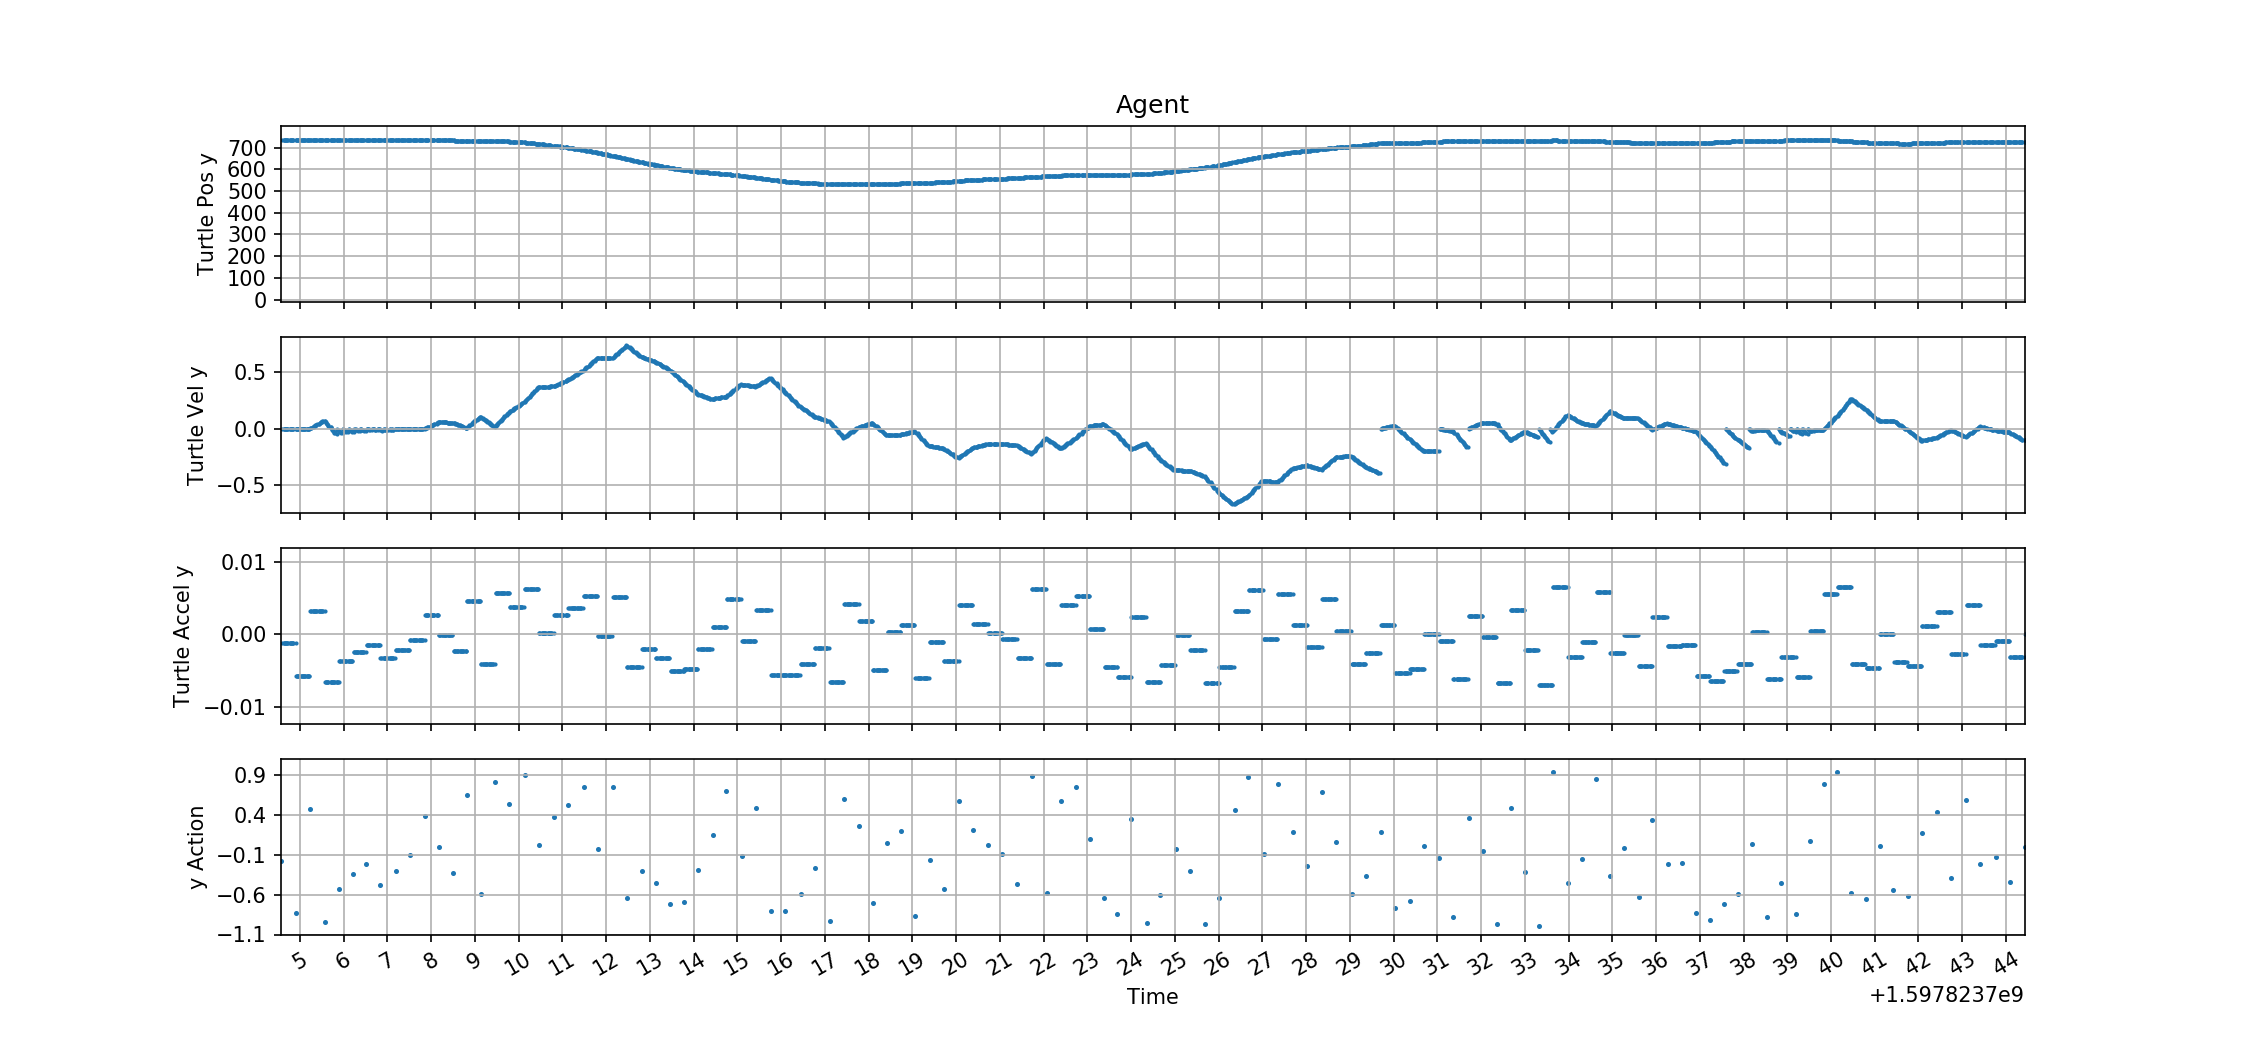 Agent
Turtle Pos y
700
600
500
400
300
200
100
0
Turtle Vel y
0.5
0.0
−0.5
Turtle Accel y
0.01
0.00
−0.01
y Action
0.9
0.4
−0.1
−0.6
−1.1
5 6 7 8 9 10 11 12 13 14 15 16 17 18 19 20 21 22 23 24 25 26 27 28 29 30 31 32 33 34 35 36 37 38 39 40 41 42 43 44
Time
+1.5978237e9